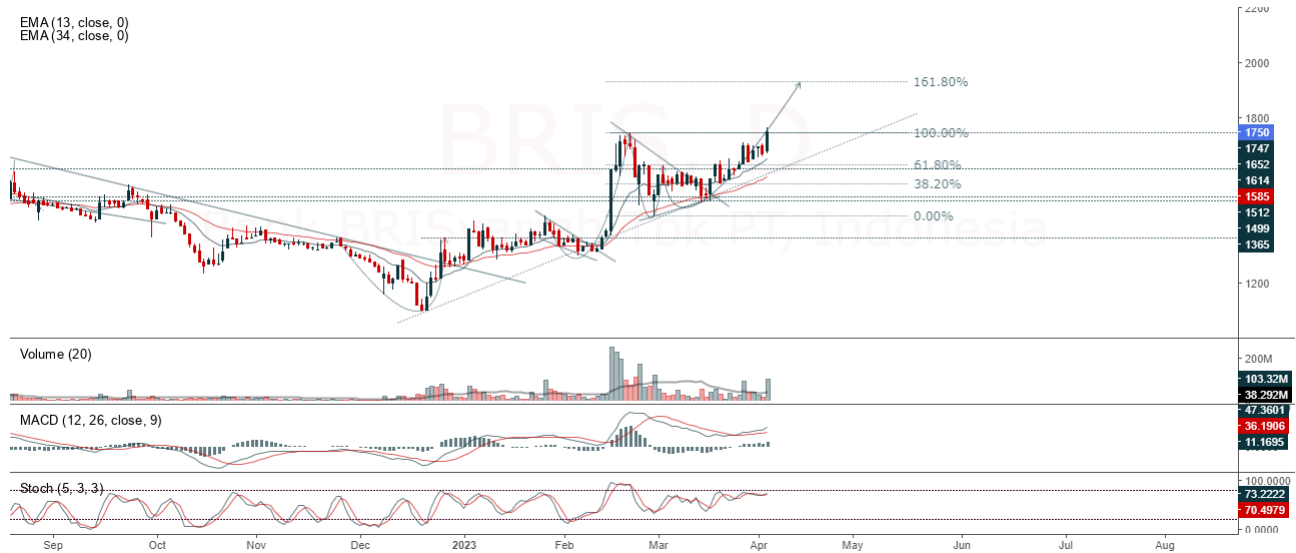 EMA (13, close, 0)
EMA (34, close, 0)
BRIS, D
2200
2000
1800
1200
161.80%
100.00%
61.80%
38.20%
0.00%
1750
1747
1652
1614
1585
1512
1499
1365
Volume (20)
200M
103.32M
38.292M
MACD (12, 26, close, 9)
47.3601
36.1906
11.1695
Stoch (5, 3, 3)
100.0000
73.2222
70.4979
0.0000
Sep Oct Nov Dec 2023 Feb Mar Apr May Jun Jul Aug